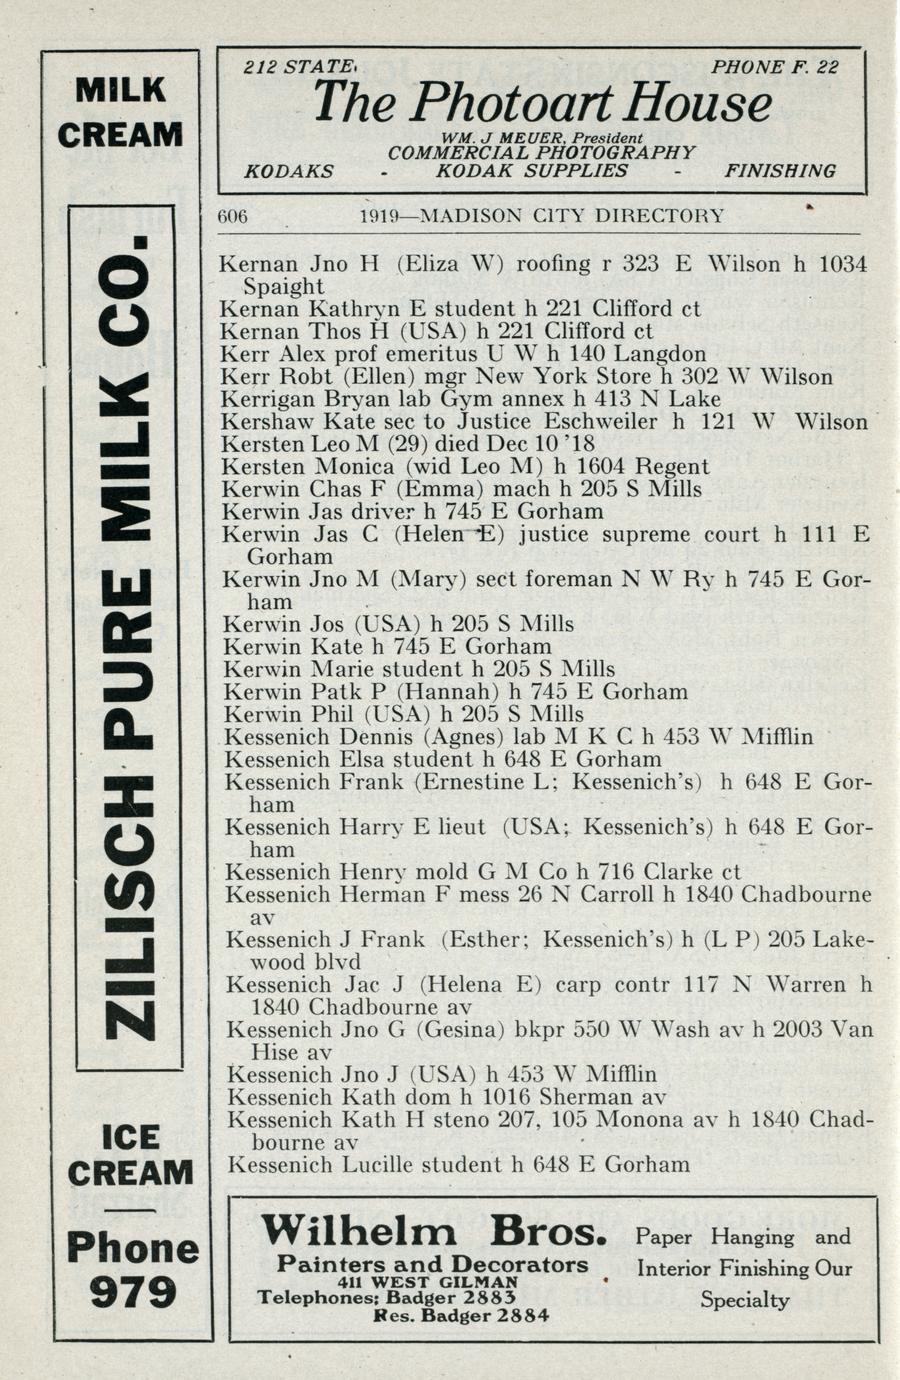 MILK
CREAM
ZILISCH PURE MILK CO.
ICE
CREAM
Phone
979
212 STATE. PHONE F. 22
The Photoart House
WM. J MEUER, President
COMMERCIAL PHOTOGRAPHY
KODAKS - KODAK SUPPLIES - FINISHING
606 1919—MADISON CITY DIRECTORY
Kernan Jno H (Eliza W) roofing r 323 E Wilson h 1034
Spaight
Kernan Kathryn E student h 221 Clifford ct
Kernan Thos H (USA) h 221 Clifford ct
Kerr Alex prof emeritus U W h 140 Langdon
Kerr Robt (Ellen) mgr New York Store h 302 W Wilson
Kerrigan Bryan lab Gym annex h 413 N Lake
Kershaw Kate sec to Justice Eschweiler h 121 W Wilson
Kersten Leo M (29) died Dec 10 '18
Kersten Monica (wid Leo M) h 1604 Regent
Kerwin Chas F (Emma) mach h 205 S Mills
Kerwin Jas driver h 745 E Gorham
Kerwin Jas C (Helen E) justice supreme court h 111 E
Gorham
Kerwin Jno M (Mary) sect foreman N W Ry h 745 E Gor-
ham
Kerwin Jos (USA) h 205 S Mills
Kerwin Kate h 745 E Gorham
Kerwin Marie student h 205 S Mills
Kerwin Patk P (Hannah) h 745 E Gorham
Kerwin Phil (USA) h 205 S Mills
Kessenich Dennis (Agnes) lab M K C h 453 W Mifflin
Kessenich Elsa student h 648 E Gorham
Kessenich Frank (Ernestine L; Kessenich's) h 648 E Gor-
ham
Kessenich Harry E lieut (USA; Kessenich's) h 648 E Gor-
ham
Kessenich Henry mold G M Co h 716 Clarke ct
Kessenich Herman F mess 26 N Carroll h 1840 Chadbourne
av
Kessenich J Frank (Esther; Kessenich's) h (L P) 205 Lake-
wood blvd
Kessenich Jac J (Helena E) carp contr 117 N Warren h
1840 Chadbourne av
Kessenich Jno G (Gesina) bkpr 550 W Wash av h 2003 Van
Hise av
Kessenich Jno J (USA) h 453 W Mifflin
Kessenich Kath dom h 1016 Sherman av
Kessenich Kath H steno 207, 105 Monona av h 1840 Chad-
bourne av
Kessenich Lucille student h 648 E Gorham
Wilhelm Bros.
Painters and Decorators
411 WEST GILMAN
Telephones: Badger 2883
Res. Badger 2884
Paper Hanging and
Interior Finishing Our
Specialty